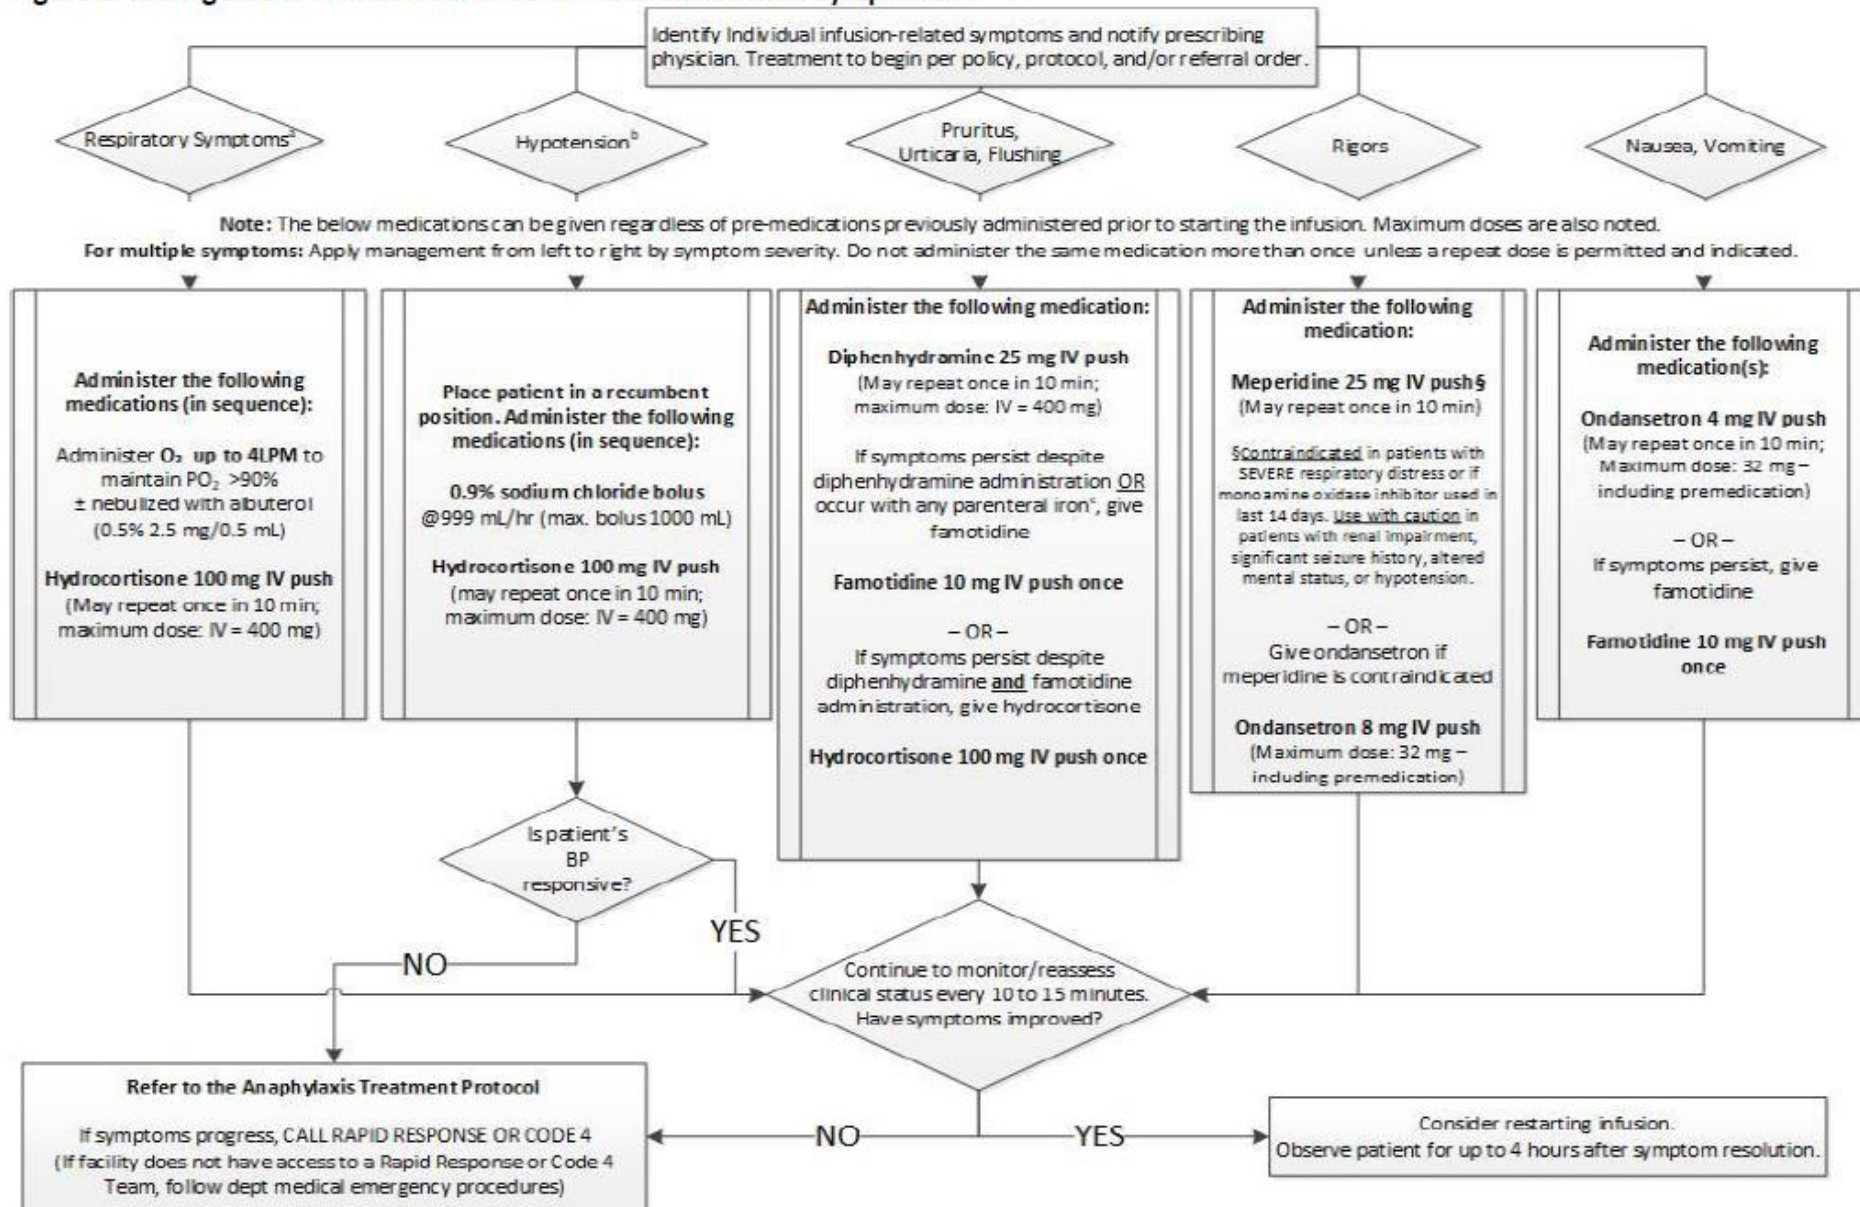 Identify Individual infusion-related symptoms and notify prescribing
physician. Treatment to begin per policy, protocol, and/or referral order.
Respiratory Symptomsᵃ
Hypotensionᵇ
Pruritus,
Urticaria, Flushing
Rigors
Nausea, Vomiting
Note: The below medications can be given regardless of pre-medications previously administered prior to starting the infusion. Maximum doses are also noted.
For multiple symptoms: Apply management from left to right by symptom severity. Do not administer the same medication more than once unless a repeat dose is permitted and indicated.
Administer the following
medications (in sequence):
Administer O₂ up to 4LPM to
maintain PO₂ >90%
± nebulized with albuterol
(0.5% 2.5 mg/0.5 mL)
Hydrocortisone 100 mg IV push
(May repeat once in 10 min;
maximum dose: IV = 400 mg)
Place patient in a recumbent
position. Administer the following
medications (in sequence):
0.9% sodium chloride bolus
@999 mL/hr (max. bolus 1000 mL)
Hydrocortisone 100 mg IV push
(may repeat once in 10 min;
maximum dose: IV = 400 mg)
Administer the following medication:
Diphenhydramine 25 mg IV push
(May repeat once in 10 min;
maximum dose: IV = 400 mg)
If symptoms persist despite
diphenhydramine administration OR
occur with any parenteral ironᶜ, give
famotidine
Famotidine 10 mg IV push once
– OR –
If symptoms persist despite
diphenhydramine and famotidine
administration, give hydrocortisone
Hydrocortisone 100 mg IV push once
Administer the following
medication:
Meperidine 25 mg IV push§
(May repeat once in 10 min)
§Contraindicated in patients with
SEVERE respiratory distress or if
monoamine oxidase inhibitor used in
last 14 days. Use with caution in
patients with renal impairment,
significant seizure history, altered
mental status, or hypotension.
– OR –
Give ondansetron if
meperidine is contraindicated
Ondansetron 8 mg IV push
(Maximum dose: 32 mg –
including premedication)
Administer the following
medication(s):
Ondansetron 4 mg IV push
(May repeat once in 10 min;
Maximum dose: 32 mg –
including premedication)
– OR –
If symptoms persist, give
famotidine
Famotidine 10 mg IV push
once
Is patient's
BP
responsive?
YES
NO
Continue to monitor/reassess
clinical status every 10 to 15 minutes.
Have symptoms improved?
Refer to the Anaphylaxis Treatment Protocol
If symptoms progress, CALL RAPID RESPONSE OR CODE 4
(If facility does not have access to a Rapid Response or Code 4
Team, follow dept medical emergency procedures)
NO
YES
Consider restarting infusion.
Observe patient for up to 4 hours after symptom resolution.